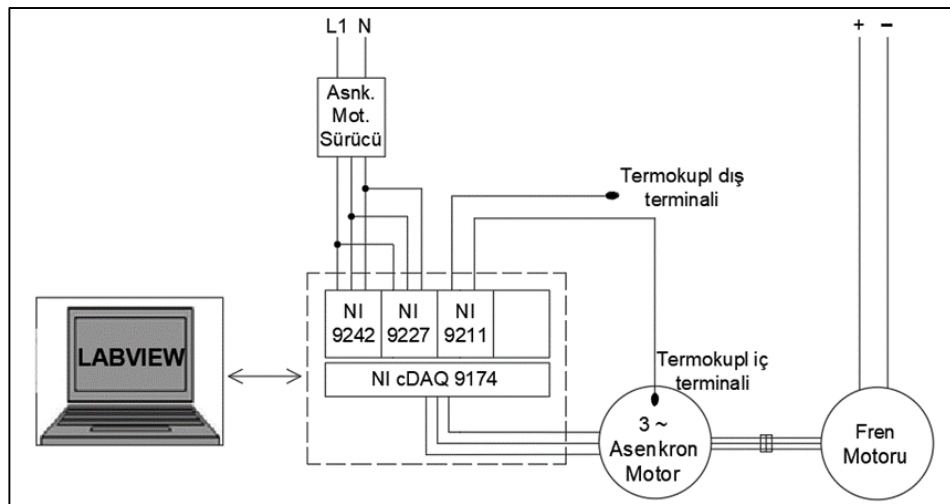 L1 N
+ −
Asnk.
Mot.
Sürücü
Termokupl dış
terminali
NI
9242
NI
9227
NI
9211
LABVIEW
NI cDAQ 9174
Termokupl iç
terminali
3 ~
Asenkron
Motor
Fren
Motoru